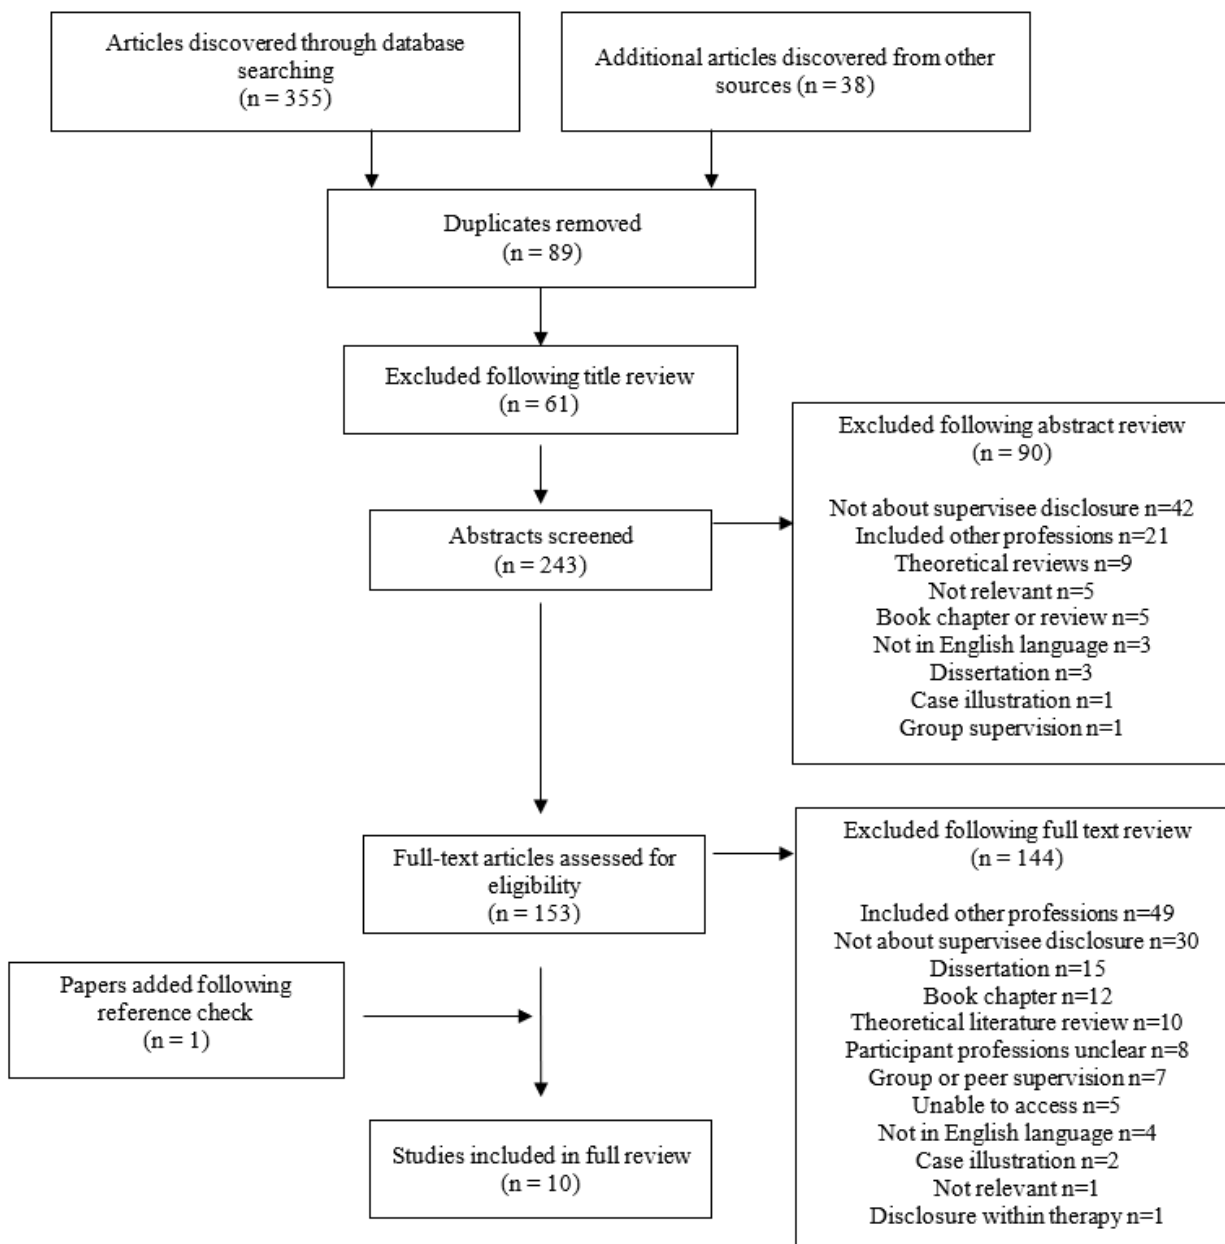 Articles discovered through database
searching
(n = 355)
Additional articles discovered from other
sources (n = 38)
Duplicates removed
(n = 89)
Excluded following title review
(n = 61)
Abstracts screened
(n = 243)
Excluded following abstract review
(n = 90)
Not about supervisee disclosure n=42
Included other professions n=21
Theoretical reviews n=9
Not relevant n=5
Book chapter or review n=5
Not in English language n=3
Dissertation n=3
Case illustration n=1
Group supervision n=1
Full-text articles assessed for
eligibility
(n = 153)
Excluded following full text review
(n = 144)
Included other professions n=49
Not about supervisee disclosure n=30
Dissertation n=15
Book chapter n=12
Theoretical literature review n=10
Participant professions unclear n=8
Group or peer supervision n=7
Unable to access n=5
Not in English language n=4
Case illustration n=2
Not relevant n=1
Disclosure within therapy n=1
Papers added following
reference check
(n = 1)
Studies included in full review
(n = 10)